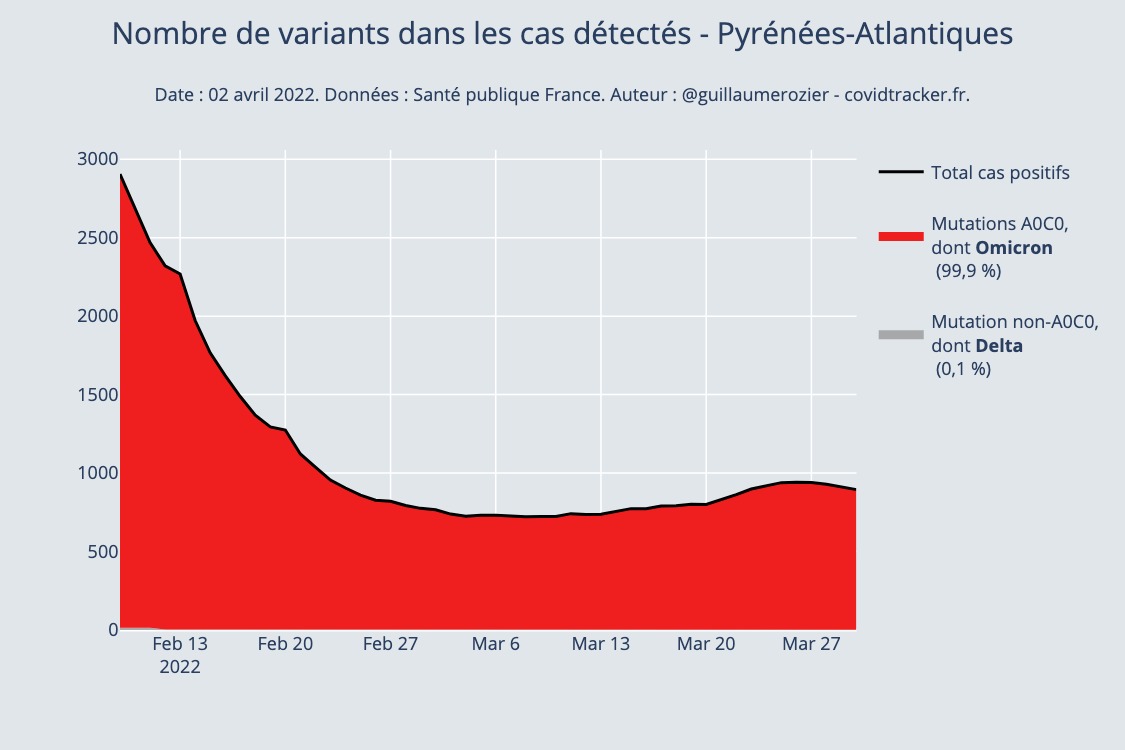 Nombre de variants dans les cas détectés - Pyrénées-Atlantiques
Date : 02 avril 2022. Données : Santé publique France. Auteur : @guillaumerozier - covidtracker.fr.
3000
2500
2000
1500
1000
500
0
Feb 13
2022
Feb 20
Feb 27
Mar 6
Mar 13
Mar 20
Mar 27
Total cas positifs
Mutations A0C0,
dont Omicron
(99,9 %)
Mutation non-A0C0,
dont Delta
(0,1 %)